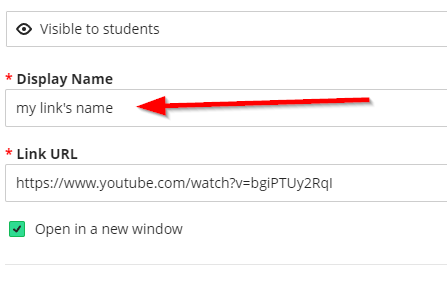 Visible to students
* Display Name
my link's name
* Link URL
https://www.youtube.com/watch?v=bgiPTUy2RqI
Open in a new window